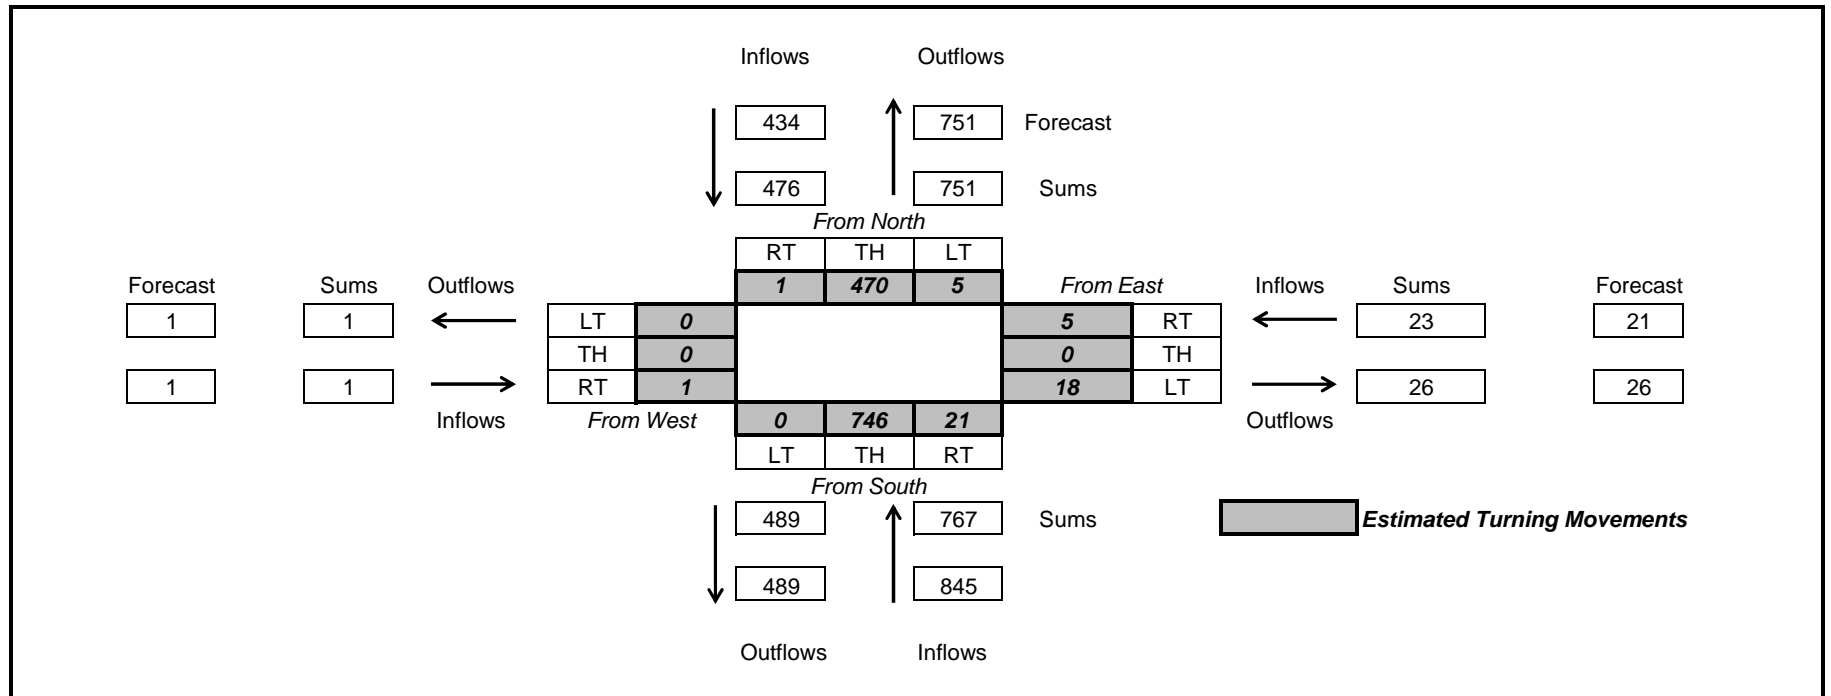 Inflows Outflows
434 751 Forecast
476 751 Sums
From North
RT TH LT
Forecast Sums Outflows 1 470 5 From East Inflows Sums Forecast
1 1 LT 0 5 RT 23 21
TH 0 0 TH
1 1 RT 1 18 LT 26 26
Inflows From West 0 746 21 Outflows
LT TH RT
From South
489 767 Sums Estimated Turning Movements
489 845
Outflows Inflows